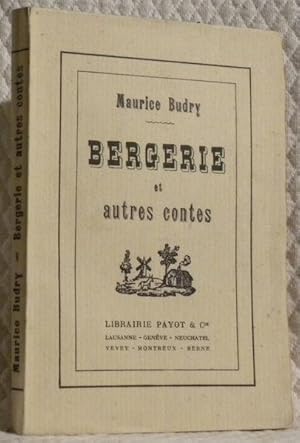 Maurice Budry — Bergerie et autres contes
Maurice Budry
BERGERIE
et
autres contes
LIBRAIRIE PAYOT & Cie
LAUSANNE - GENÈVE - NEUCHATEL
VEVEY - MONTREUX - BERNE